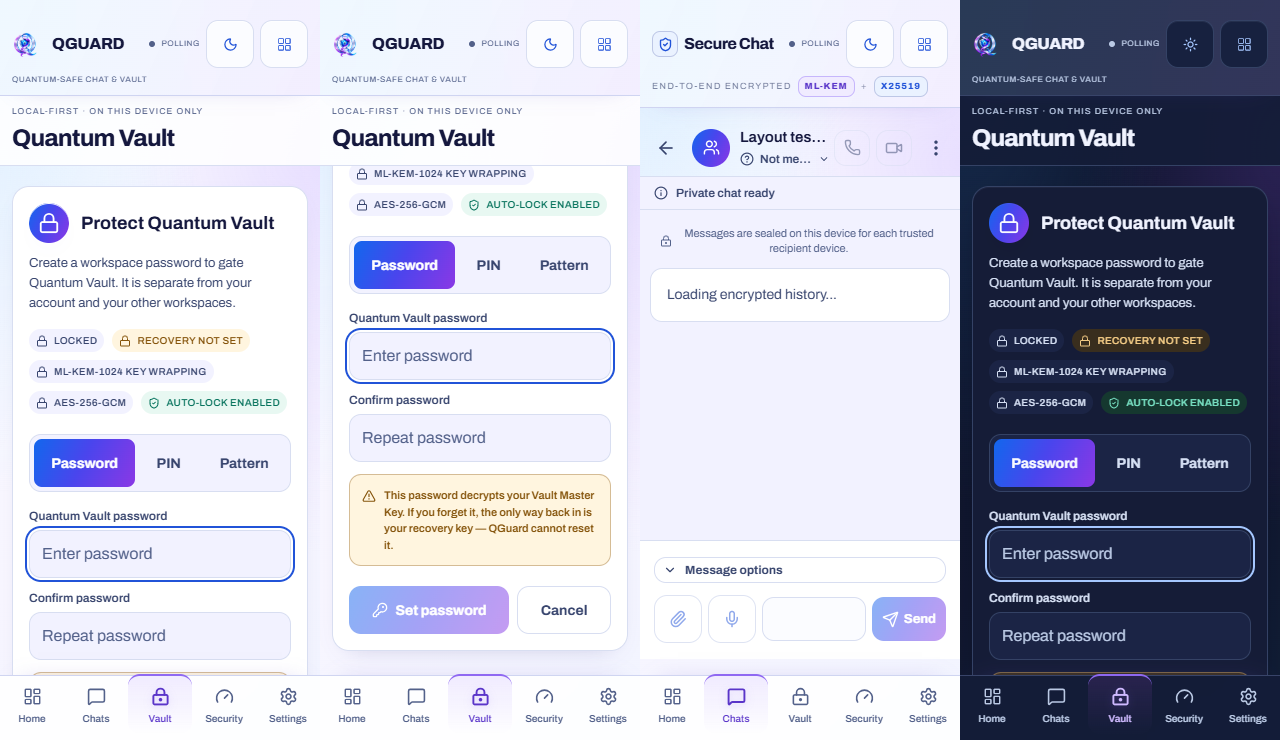 QGUARD
POLLING
QUANTUM-SAFE CHAT & VAULT
LOCAL-FIRST · ON THIS DEVICE ONLY
Quantum Vault
Protect Quantum Vault
Create a workspace password to gate
Quantum Vault. It is separate from your
account and your other workspaces.
LOCKED
RECOVERY NOT SET
ML-KEM-1024 KEY WRAPPING
AES-256-GCM
AUTO-LOCK ENABLED
Password
PIN
Pattern
Quantum Vault password
Enter password
Confirm password
Repeat password
Home
Chats
Vault
Security
Settings
QGUARD
POLLING
QUANTUM-SAFE CHAT & VAULT
LOCAL-FIRST · ON THIS DEVICE ONLY
Quantum Vault
ML-KEM-1024 KEY WRAPPING
AES-256-GCM
AUTO-LOCK ENABLED
Password
PIN
Pattern
Quantum Vault password
Enter password
Confirm password
Repeat password
This password decrypts your Vault Master
Key. If you forget it, the only way back in is
your recovery key — QGuard cannot reset
it.
Set password
Cancel
Home
Chats
Vault
Security
Settings
Secure Chat
POLLING
END-TO-END ENCRYPTED
ML-KEM
+
X25519
Layout tes...
Not me...
Private chat ready
Messages are sealed on this device for each trusted
recipient device.
Loading encrypted history...
Message options
Send
Home
Chats
Vault
Security
Settings
QGUARD
POLLING
QUANTUM-SAFE CHAT & VAULT
LOCAL-FIRST · ON THIS DEVICE ONLY
Quantum Vault
Protect Quantum Vault
Create a workspace password to gate
Quantum Vault. It is separate from your
account and your other workspaces.
LOCKED
RECOVERY NOT SET
ML-KEM-1024 KEY WRAPPING
AES-256-GCM
AUTO-LOCK ENABLED
Password
PIN
Pattern
Quantum Vault password
Enter password
Confirm password
Repeat password
Home
Chats
Vault
Security
Settings